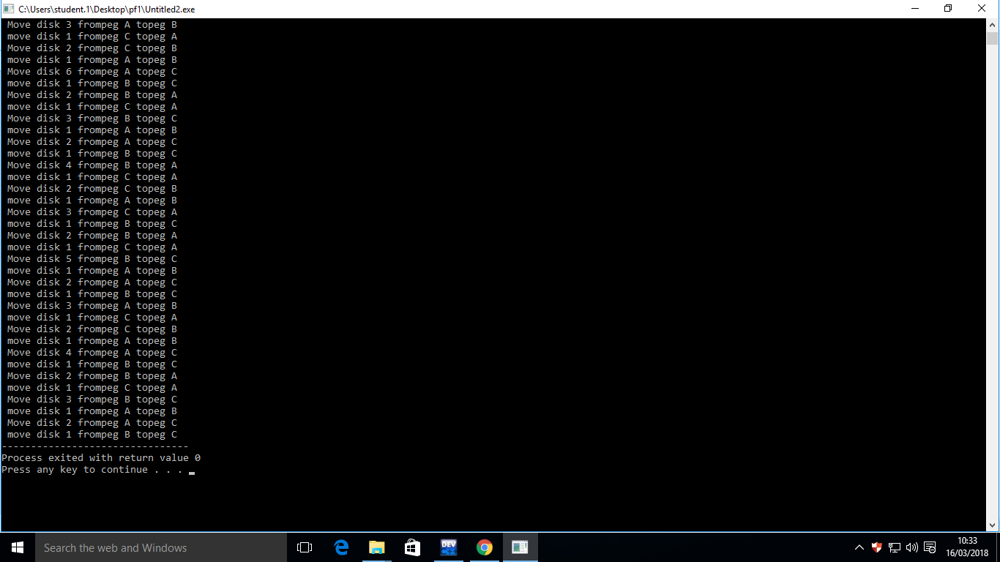 C:\Users\student.1\Desktop\pf1\Untitled2.exe
Move disk 3 frompeg A topeg B
move disk 1 frompeg C topeg A
Move disk 2 frompeg C topeg B
move disk 1 frompeg A topeg B
Move disk 6 frompeg A topeg C
move disk 1 frompeg B topeg C
Move disk 2 frompeg B topeg A
move disk 1 frompeg C topeg A
Move disk 3 frompeg B topeg C
move disk 1 frompeg A topeg B
Move disk 2 frompeg A topeg C
move disk 1 frompeg B topeg C
Move disk 4 frompeg B topeg A
move disk 1 frompeg C topeg A
Move disk 2 frompeg C topeg B
move disk 1 frompeg A topeg B
Move disk 3 frompeg C topeg A
move disk 1 frompeg B topeg C
Move disk 2 frompeg B topeg A
move disk 1 frompeg C topeg A
Move disk 5 frompeg B topeg C
move disk 1 frompeg A topeg B
Move disk 2 frompeg A topeg C
move disk 1 frompeg B topeg C
Move disk 3 frompeg A topeg B
move disk 1 frompeg C topeg A
Move disk 2 frompeg C topeg B
move disk 1 frompeg A topeg B
Move disk 4 frompeg A topeg C
move disk 1 frompeg B topeg C
Move disk 2 frompeg B topeg A
move disk 1 frompeg C topeg A
Move disk 3 frompeg B topeg C
move disk 1 frompeg A topeg B
Move disk 2 frompeg A topeg C
move disk 1 frompeg B topeg C
--------------------------------
Process exited with return value 0
Press any key to continue . . .
Search the web and Windows
DEV
C++
10:33
16/03/2018